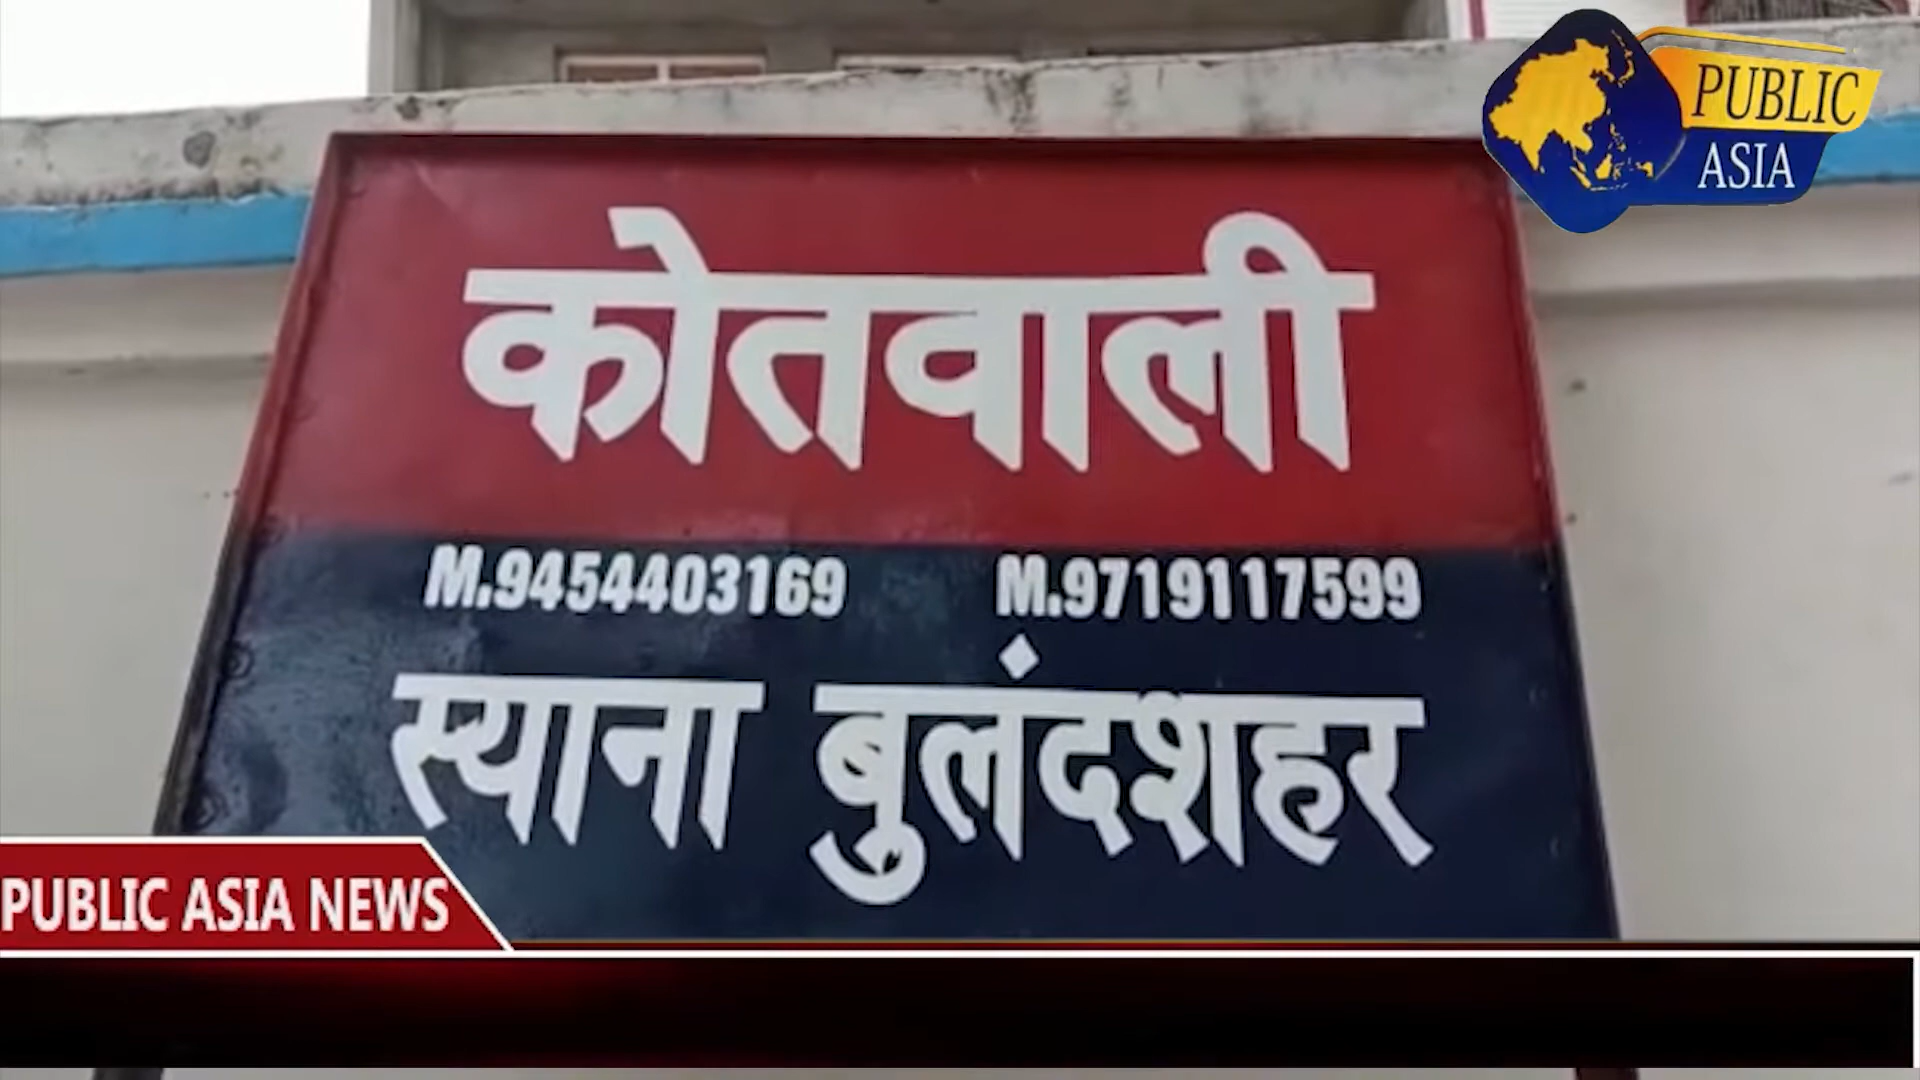 PUBLIC
ASIA
कोतवाली
M.9454403169 M.9719117599
स्याना बुलंदशहर
PUBLIC ASIA NEWS